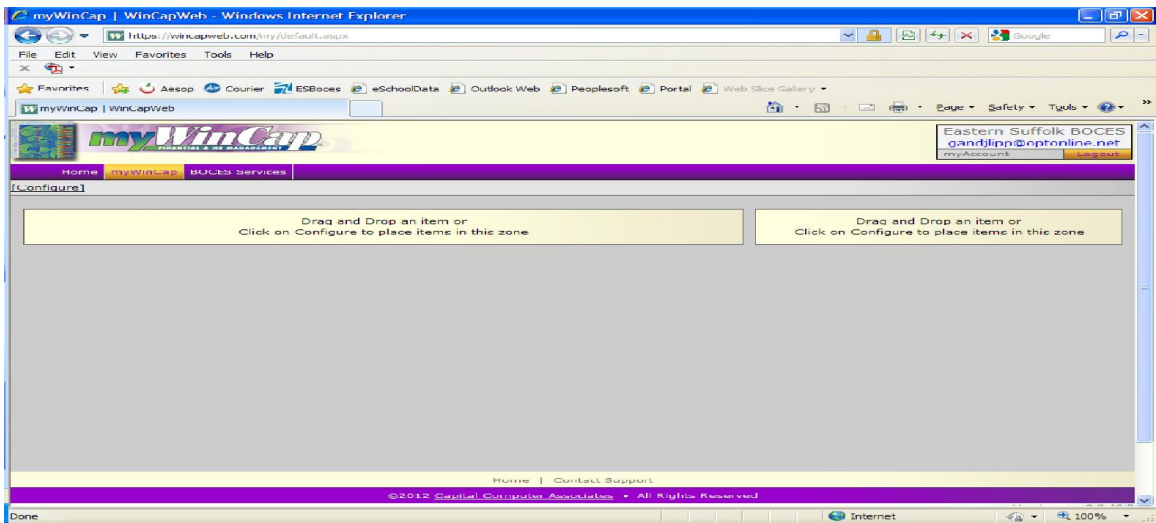 myWinCap | WinCapWeb - Windows Internet Explorer
https://wincapweb.com/my/default.aspx
Google
File Edit View Favorites Tools Help
Favorites Aesop Courier ESBoces eSchoolData Outlook Web Peoplesoft Portal Web Slice Gallery
myWinCap | WinCapWeb
Page Safety Tools
myWinCap
FINANCIAL & HR MANAGEMENT
Eastern Suffolk BOCES
gandjlipp@optonline.net
myAccount Logout
Home myWinCap BOCES Services
[Configure]
Drag and Drop an item or
Click on Configure to place items in this zone
Drag and Drop an item or
Click on Configure to place items in this zone
Home | Contact Support
©2012 Capital Computer Associates • All Rights Reserved
Done Internet 100%